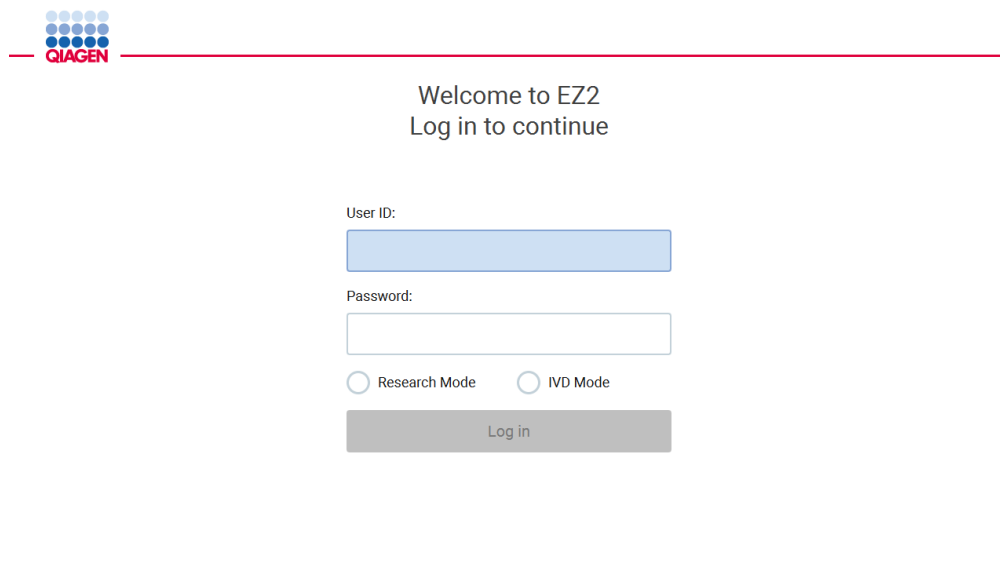 QIAGEN
Welcome to EZ2
Log in to continue
User ID:
Password:
Research Mode
IVD Mode
Log in